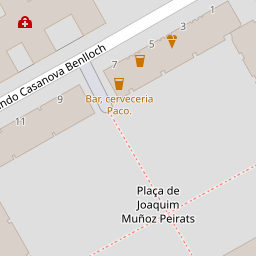 1
3
5
7
ndo Casanova Benlloch
9
11
Bar, cerveceria
Paco.
Plaça de
Joaquim
Muñoz Peirats